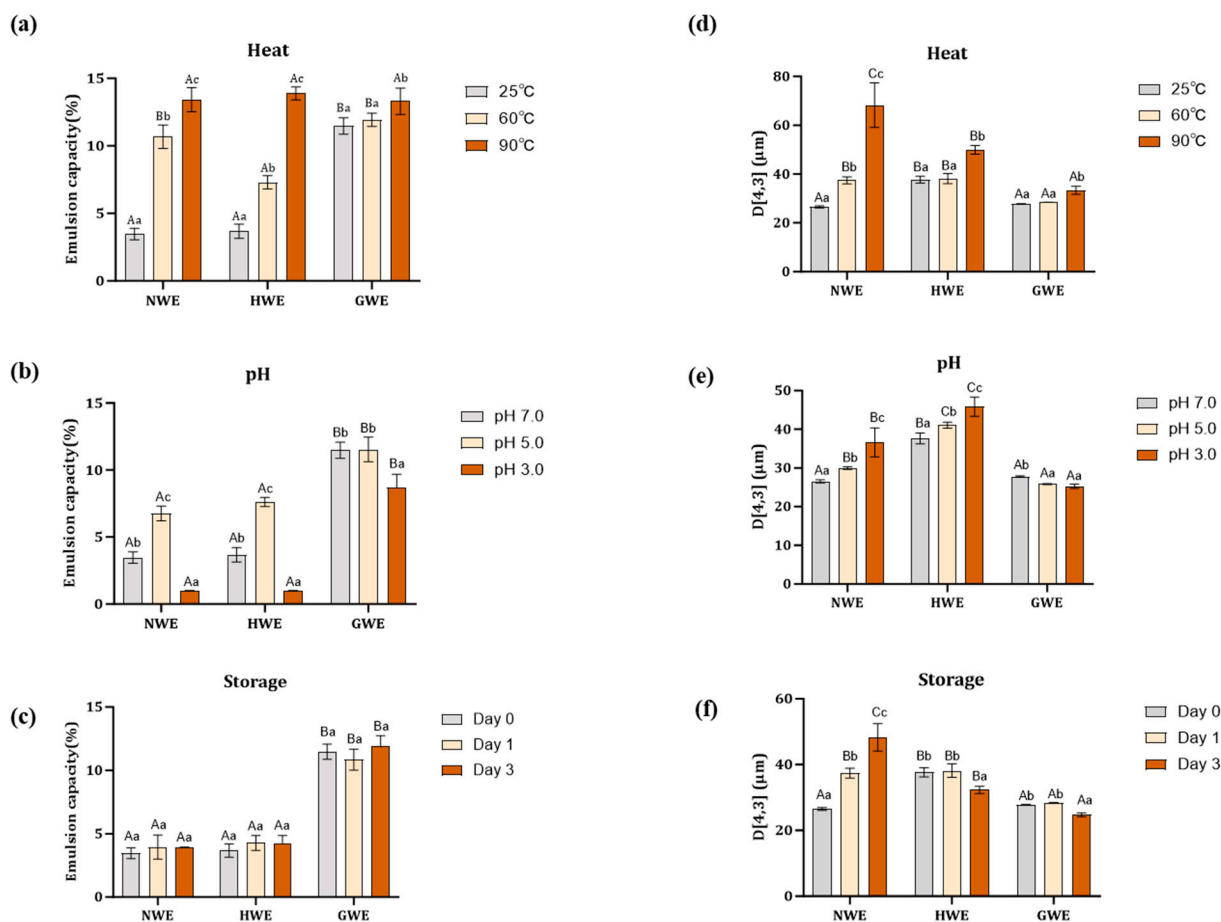 (a)
Heat
Emulsion capacity(%)
15
10
5
0
Aa
Bb
Ac
Aa
Ab
Ac
Ba
Ba
Ab
NWE
HWE
GWE
25℃
60℃
90℃
(d)
Heat
D[4,3] (μm)
80
60
40
20
0
Aa
Bb
Cc
Ba
Ba
Bb
Aa
Aa
Ab
NWE
HWE
GWE
25℃
60℃
90℃
(b)
pH
Emulsion capacity(%)
15
10
5
0
Ab
Ac
Aa
Ab
Ac
Aa
Bb
Bb
Ba
NWE
HWE
GWE
pH 7.0
pH 5.0
pH 3.0
(e)
pH
D[4,3] (μm)
50
40
30
20
10
0
Aa
Bb
Bc
Ba
Cb
Cc
Ab
Aa
Aa
NWE
HWE
GWE
pH 7.0
pH 5.0
pH 3.0
(c)
Storage
Emulsion capacity(%)
15
10
5
0
Aa
Aa
Aa
Aa
Aa
Aa
Ba
Ba
Ba
NWE
HWE
GWE
Day 0
Day 1
Day 3
(f)
Storage
D[4,3] (μm)
60
40
20
0
Aa
Bb
Cc
Bb
Bb
Ba
Ab
Ab
Aa
NWE
HWE
GWE
Day 0
Day 1
Day 3